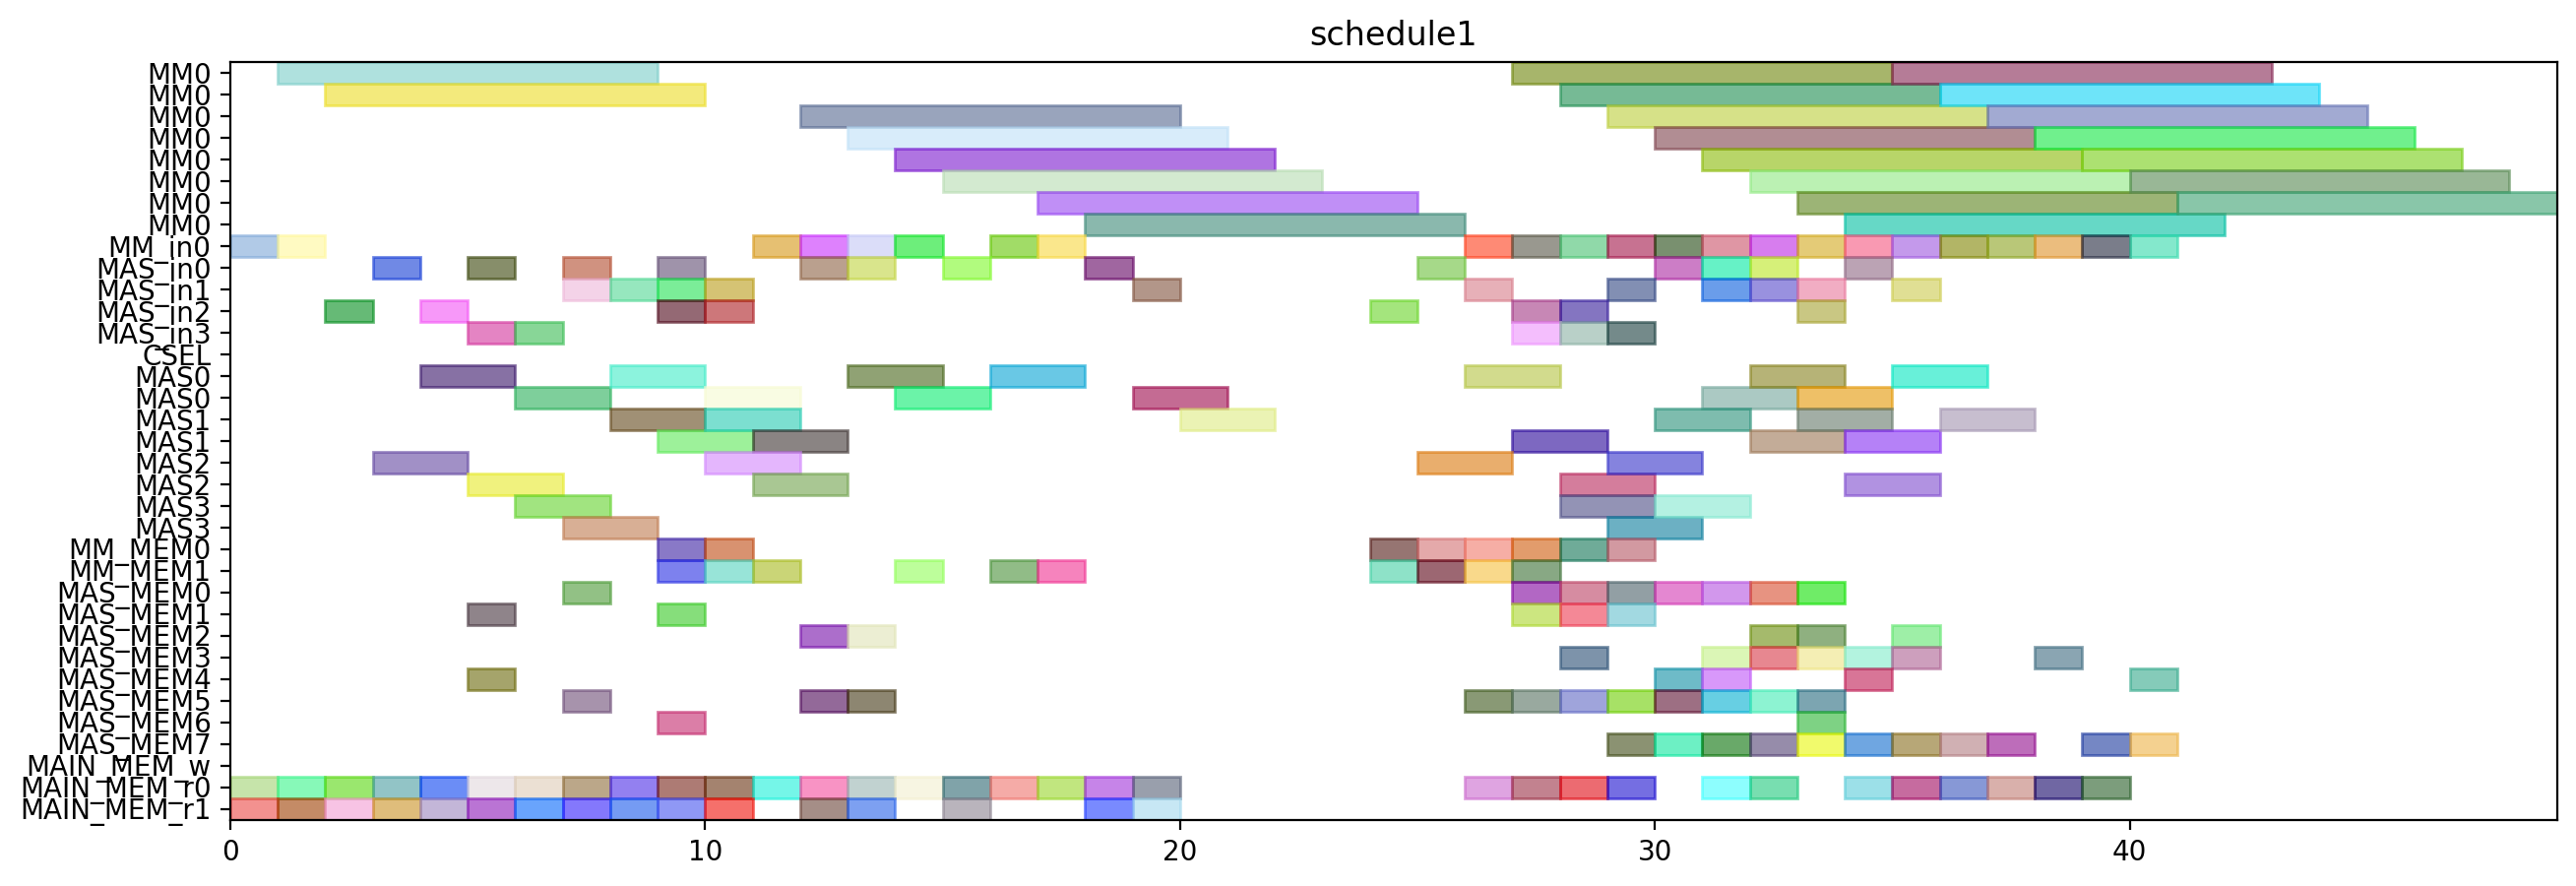 schedule1
MM0
MM0
MM0
MM0
MM0
MM0
MM0
MM0
MM_in0
MAS_in0
MAS_in1
MAS_in2
MAS_in3
CSEL
MAS0
MAS0
MAS1
MAS1
MAS2
MAS2
MAS3
MAS3
MM_MEM0
MM_MEM1
MAS_MEM0
MAS_MEM1
MAS_MEM2
MAS_MEM3
MAS_MEM4
MAS_MEM5
MAS_MEM6
MAS_MEM7
MAIN_MEM_w
MAIN_MEM_r0
MAIN_MEM_r1
0 10 20 30 40